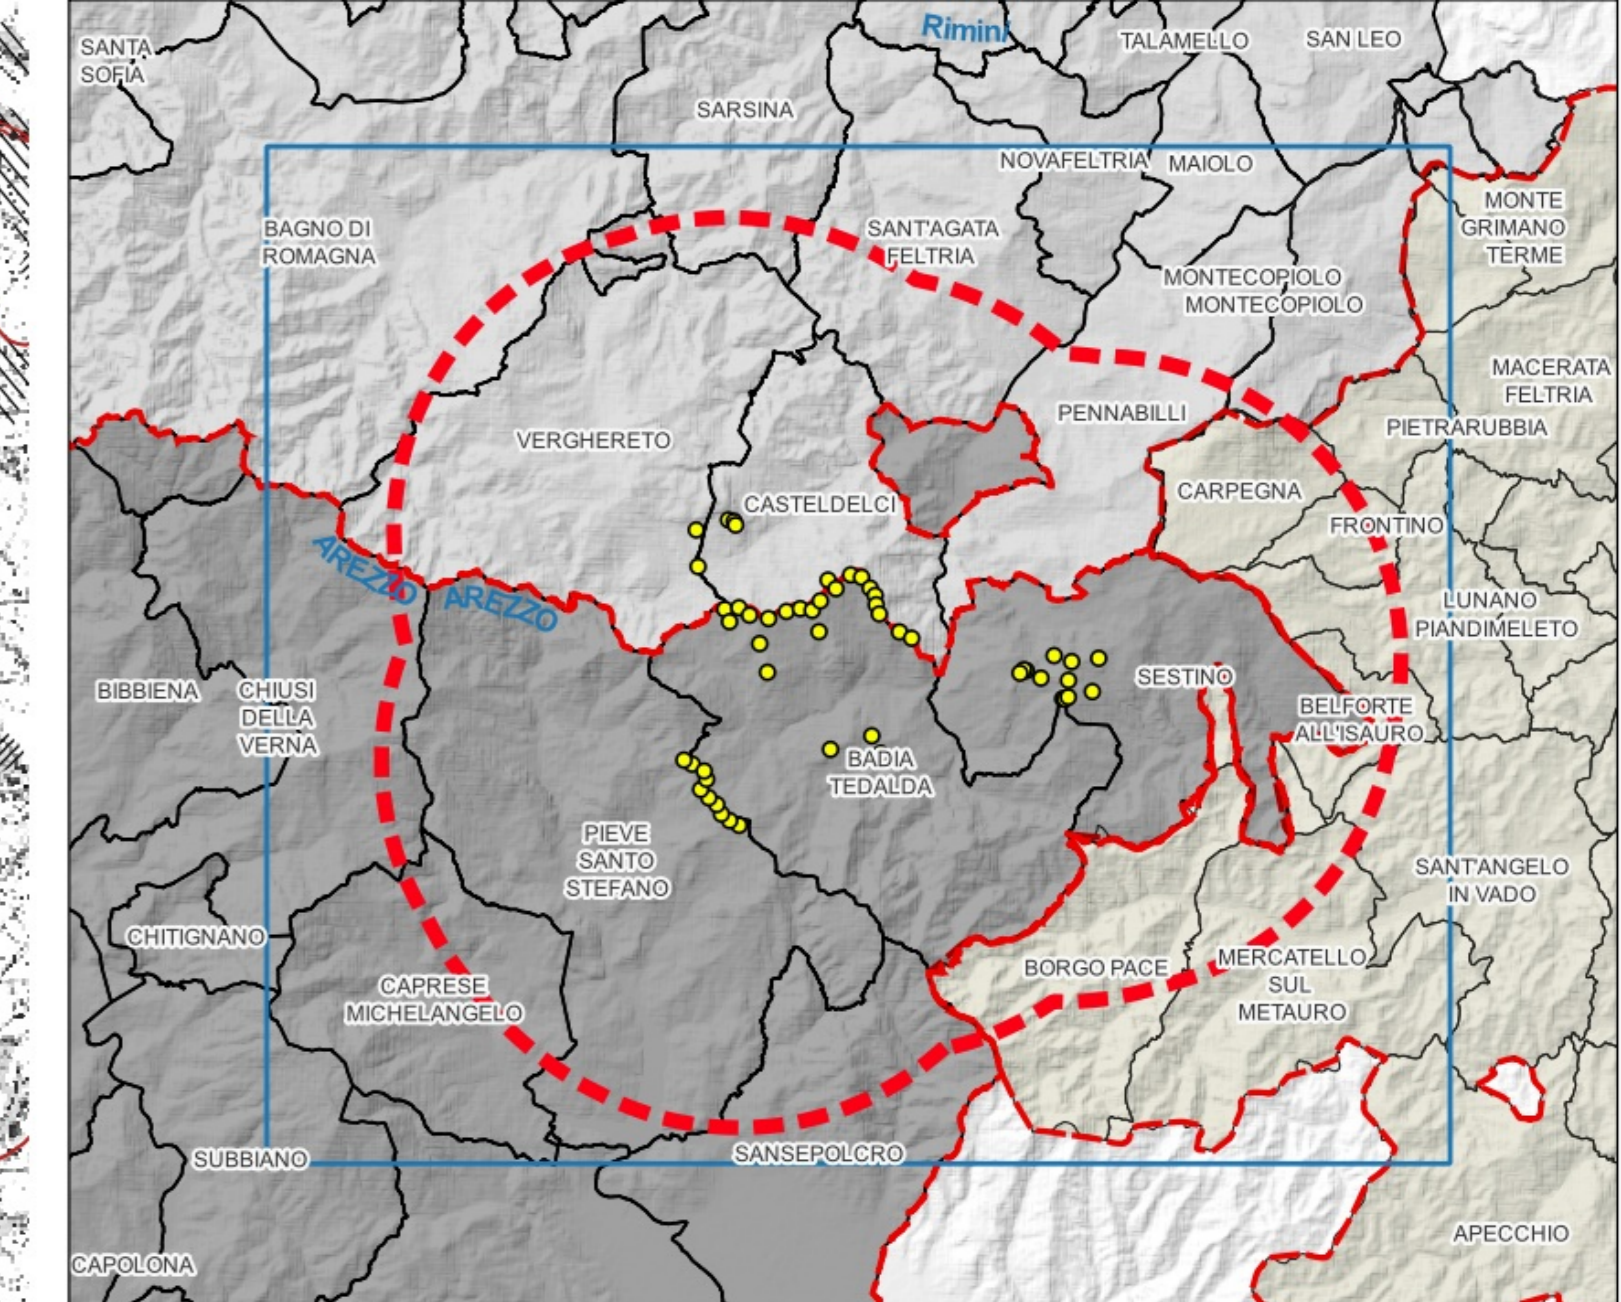 Rimini
TALAMELLO
SAN LEO
SANTA
SOFIA
SARSINA
NOVAFELTRIA
MAIOLO
MONTE
GRIMANO
TERME
BAGNO DI
ROMAGNA
SANT'AGATA
FELTRIA
MONTECOPIOLO
MONTECOPIOLO
MACERATA
FELTRIA
PENNABILLI
PIETRARUBBIA
VERGHERETO
CASTELDELCI
CARPEGNA
FRONTINO
AREZZO
AREZZO
LUNANO
PIANDIMELETO
BIBBIENA
CHIUSI
DELLA
VERNA
SESTINO
BELFORTE
ALL'ISAURO
BADIA
TEDALDA
PIEVE
SANTO
STEFANO
SANT'ANGELO
IN VADO
CHITIGNANO
CAPRESE
MICHELANGELO
BORGO PACE
MERCATELLO
SUL
METAURO
SUBBIANO
SANSEPOLCRO
APECCHIO
CAPOLONA